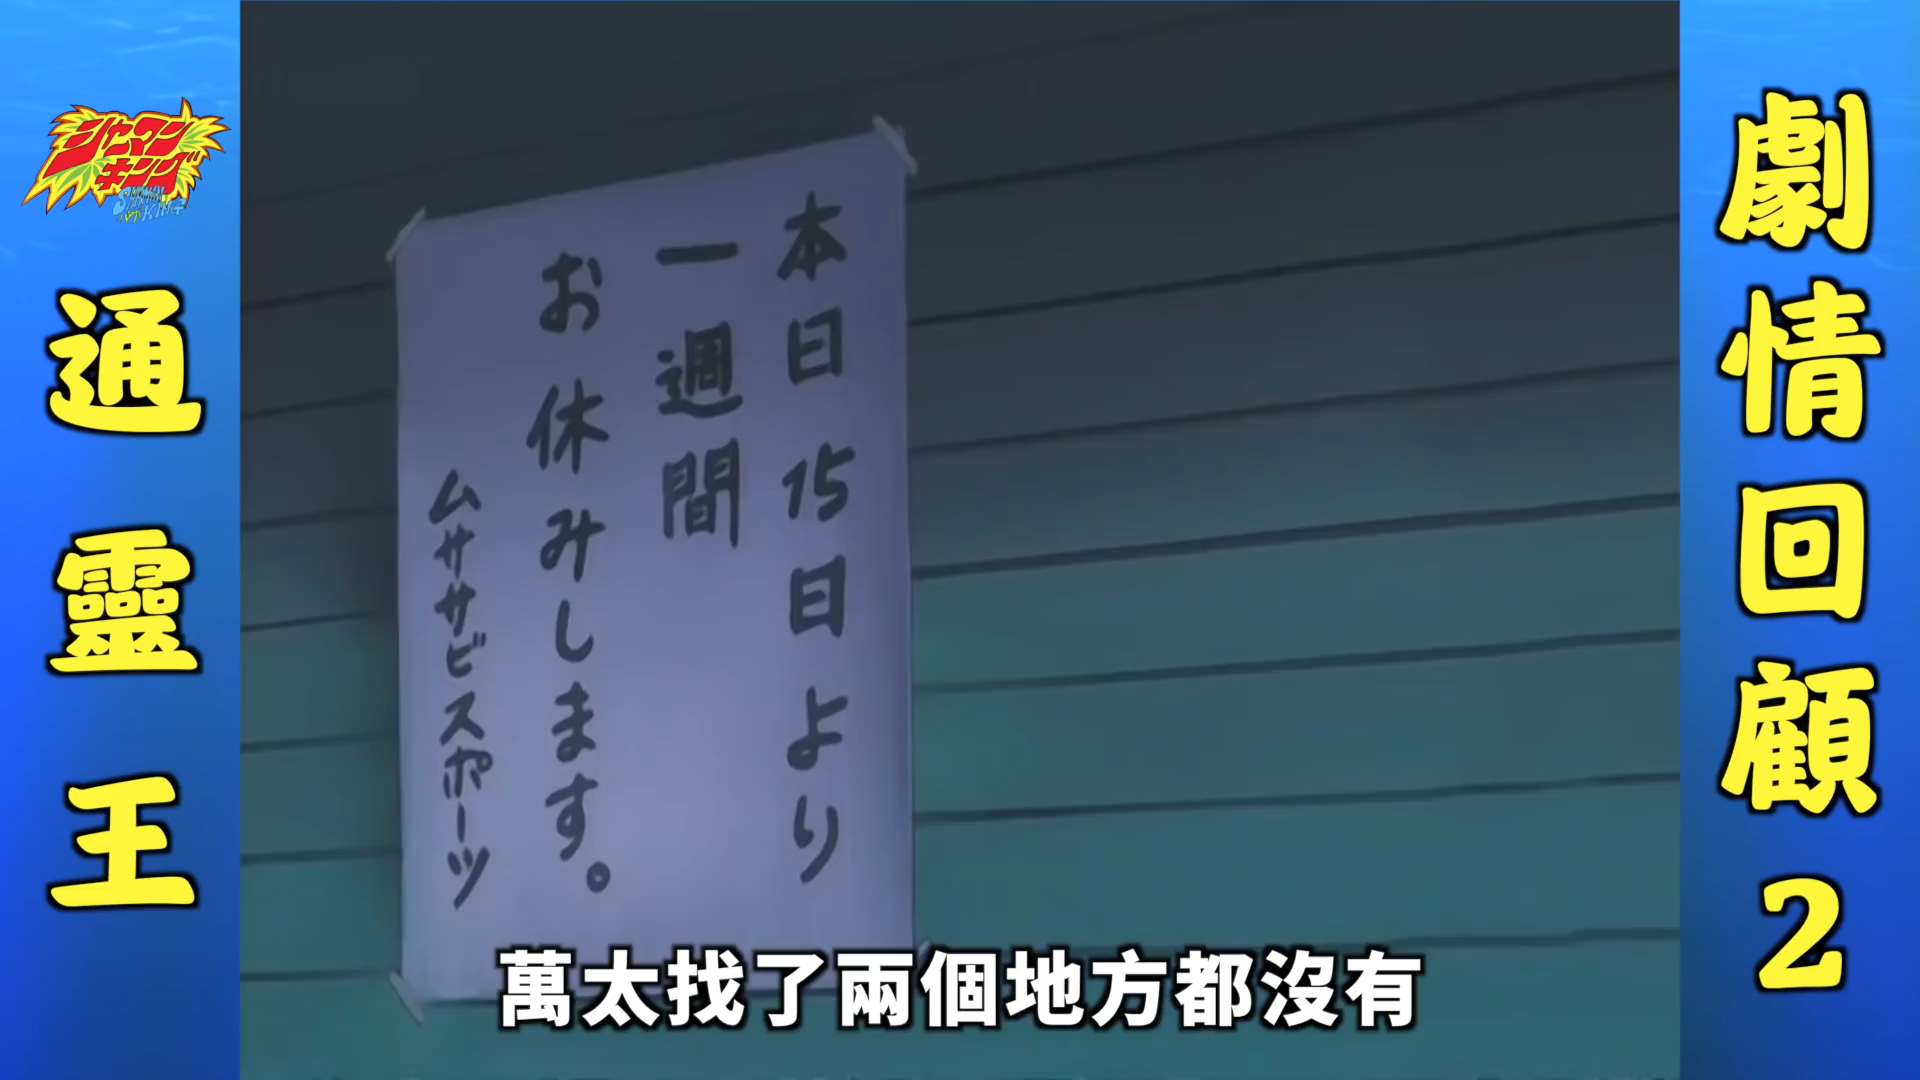 シャーマン
キング
通靈王
本日15日より
一週間
お休みします。
ムササビスポーツ
萬太找了兩個地方都沒有
劇情回顧2